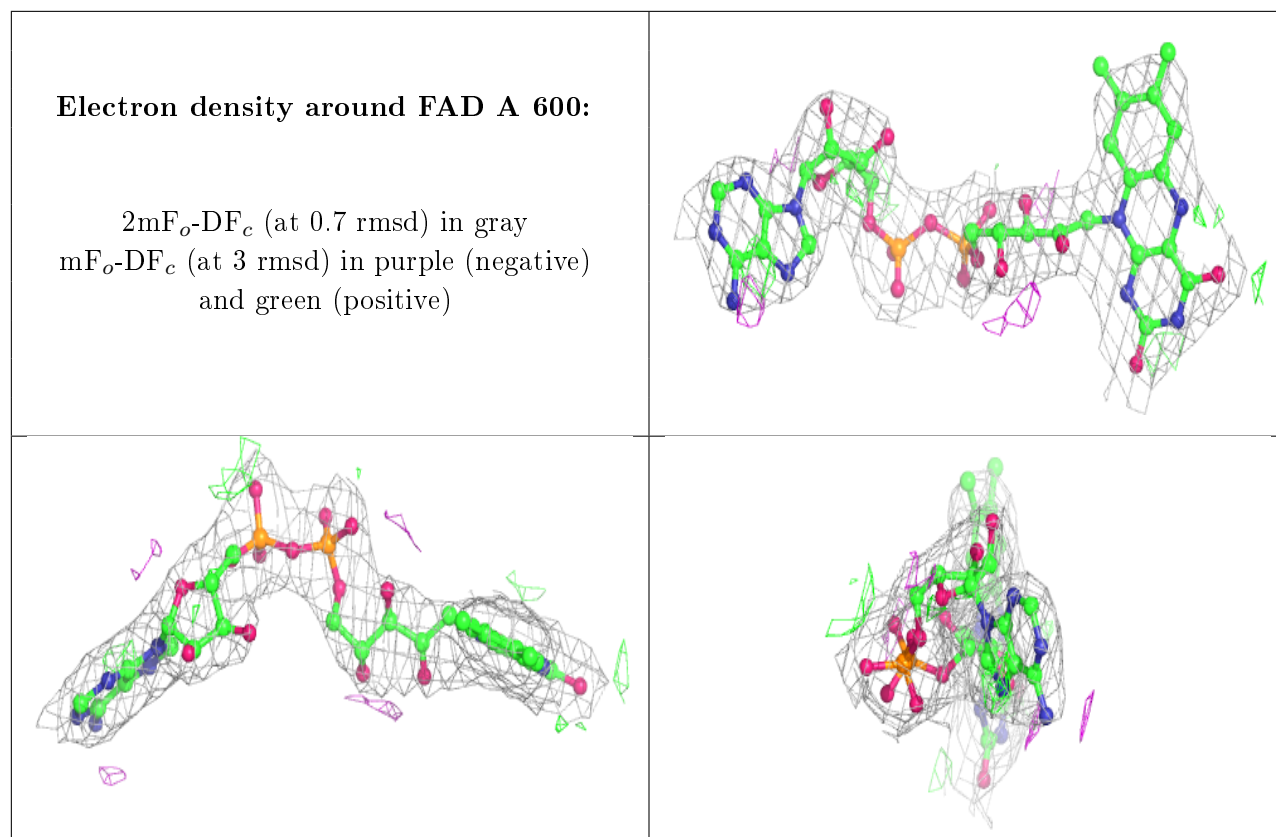 Electron density around FAD A 600:
2mFo-DFc (at 0.7 rmsd) in gray
mFo-DFc (at 3 rmsd) in purple (negative)
and green (positive)